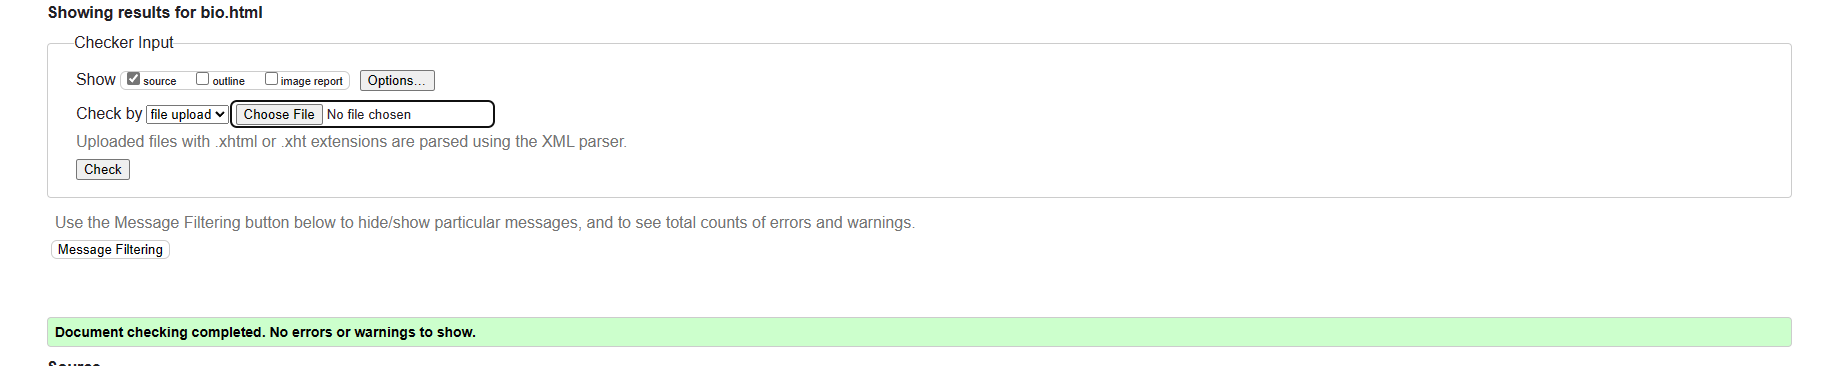 Showing results for bio.html
Checker Input
Show source outline image report Options...
Check by file upload Choose File No file chosen
Uploaded files with .xhtml or .xht extensions are parsed using the XML parser.
Check
Use the Message Filtering button below to hide/show particular messages, and to see total counts of errors and warnings.
Message Filtering
Document checking completed. No errors or warnings to show.
Source